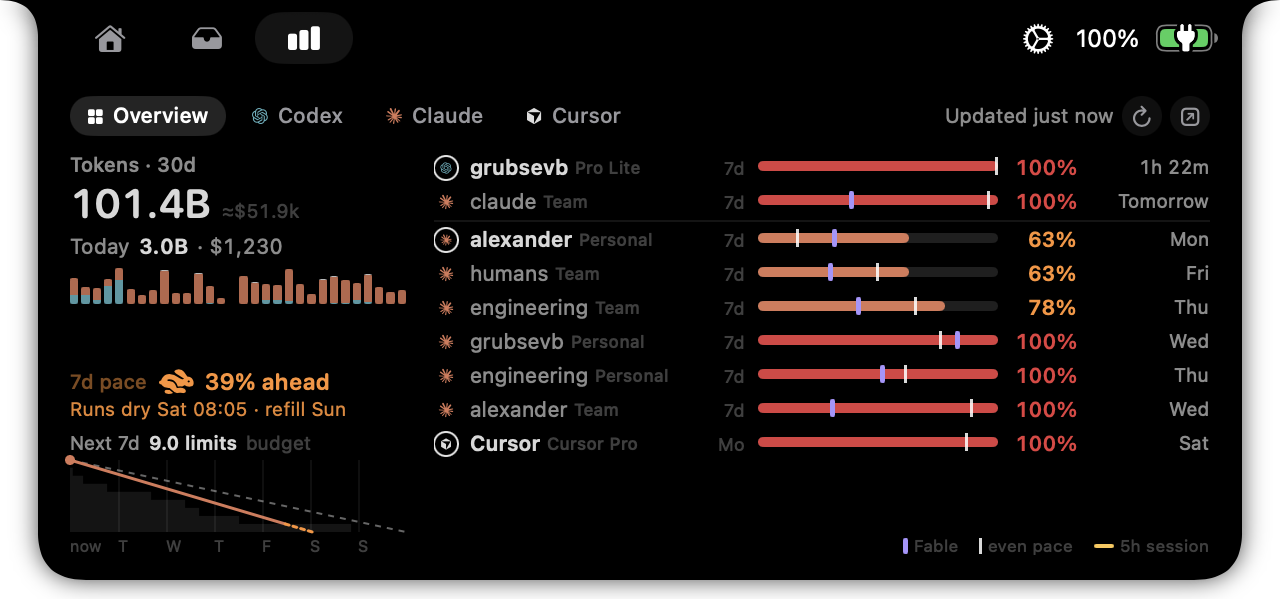 100%
Overview Codex Claude Cursor Updated just now
Tokens · 30d
101.4B ≈$51.9k
Today 3.0B · $1,230
7d pace 39% ahead
Runs dry Sat 08:05 · refill Sun
Next 7d 9.0 limits budget
now T W T F S S
grubsevb Pro Lite 7d 100% 1h 22m
claude Team 7d 100% Tomorrow
alexander Personal 7d 63% Mon
humans Team 7d 63% Fri
engineering Team 7d 78% Thu
grubsevb Personal 7d 100% Wed
engineering Personal 7d 100% Thu
alexander Team 7d 100% Wed
Cursor Cursor Pro Mo 100% Sat
Fable even pace 5h session